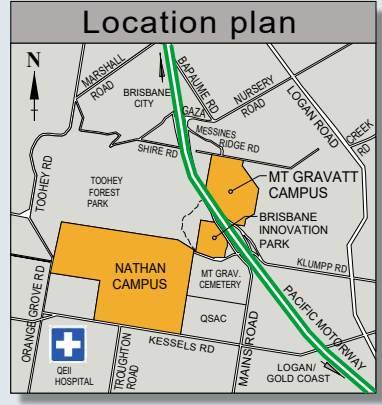 Location plan
N
MARSHALL
ROAD
BRISBANE
CITY
BAPAUME RD
GAZA
NURSERY
ROAD
LOGAN ROAD
MESSINES
RIDGE RD
CREEK
RD
SHIRE RD
TOOHEY RD
TOOHEY
FOREST
PARK
MT GRAVATT
CAMPUS
BRISBANE
INNOVATION
PARK
NATHAN
CAMPUS
MT GRAV.
CEMETERY
KLUMPP RD
ORANGE GROVE RD
QSAC
PACIFIC MOTORWAY
KESSELS RD
MAINS ROAD
QEII
HOSPITAL
TROUGHTON
ROAD
LOGAN/
GOLD COAST